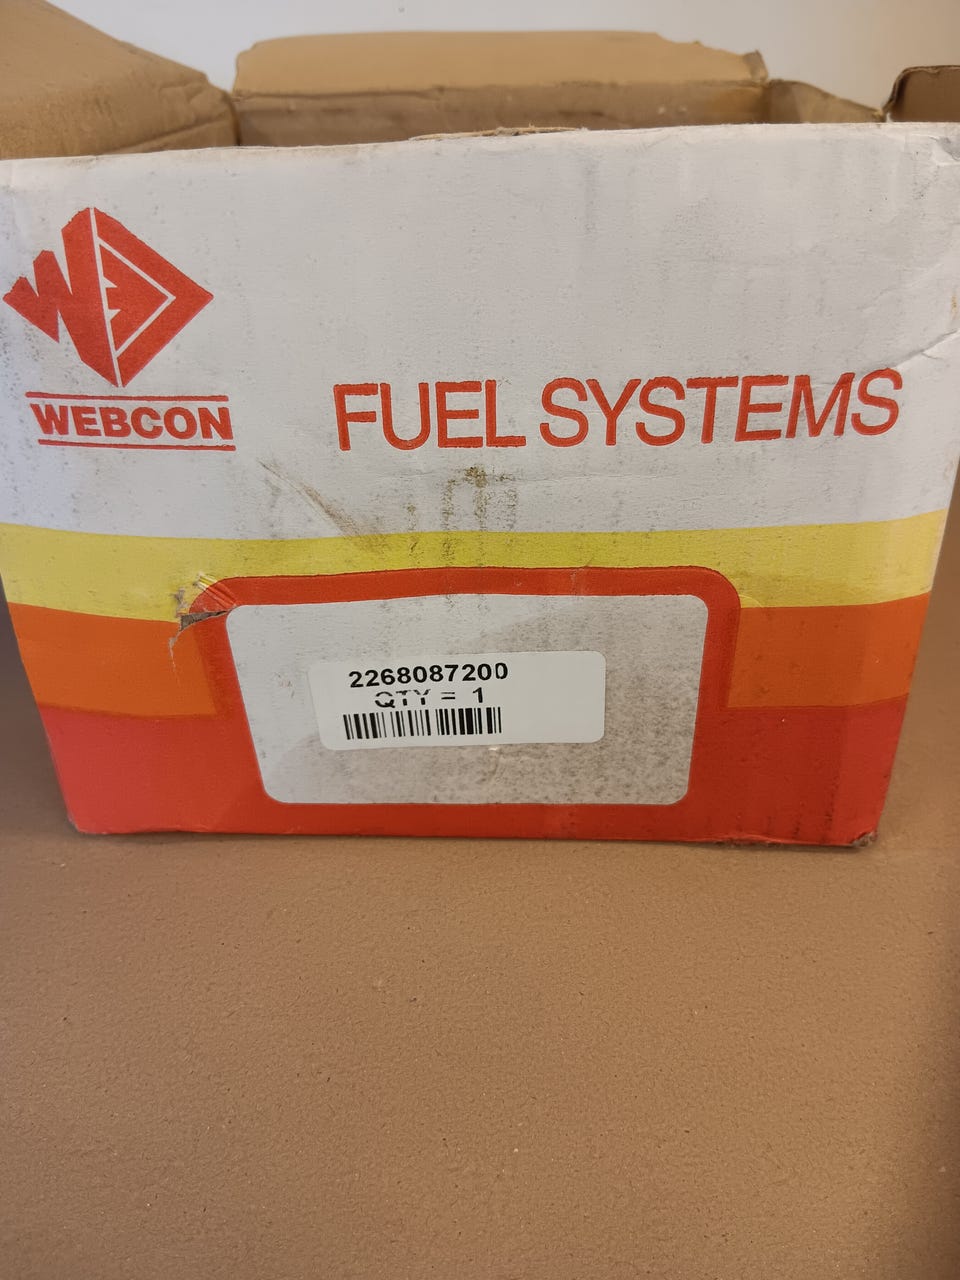 WEBCON
FUEL SYSTEMS
2268087200
QTY = 1